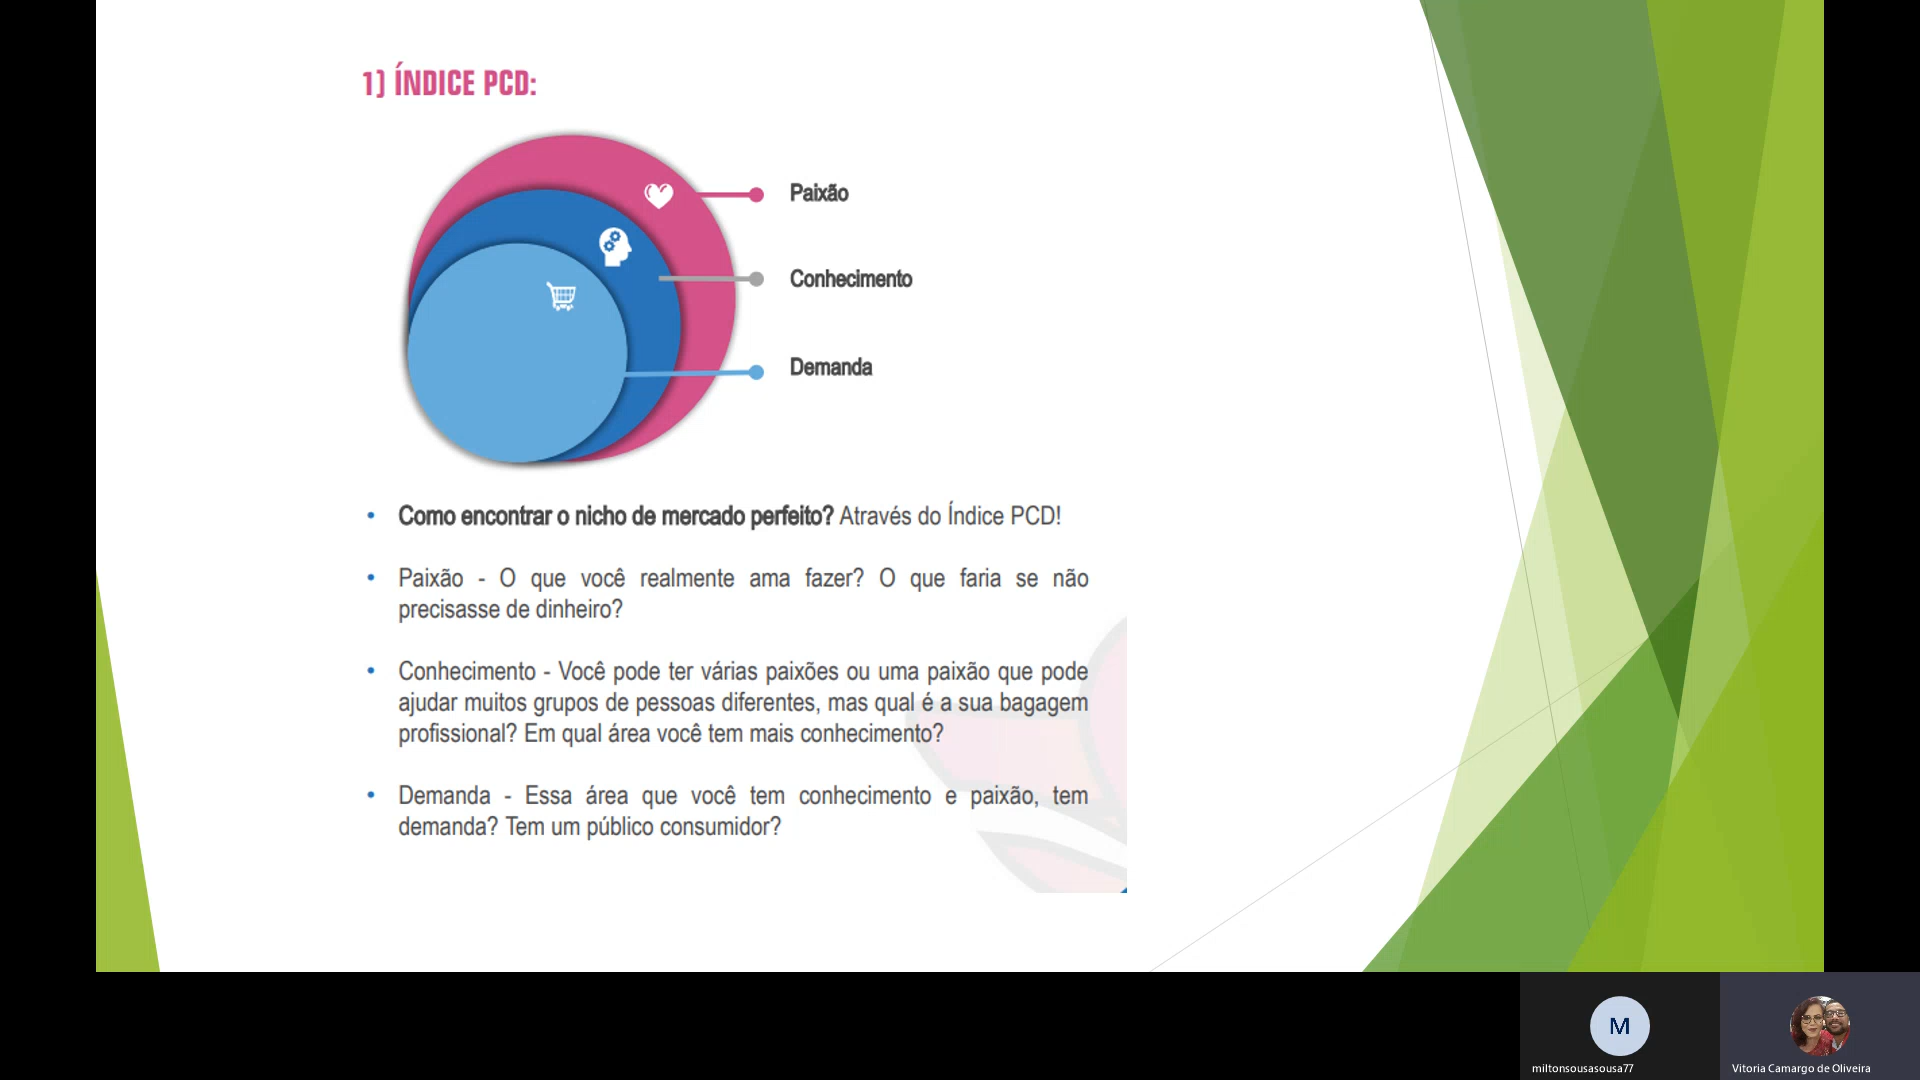 1) ÍNDICE PCD:
Paixão
Conhecimento
Demanda
• Como encontrar o nicho de mercado perfeito? Através do Índice PCD!
• Paixão - O que você realmente ama fazer? O que faria se não
precisasse de dinheiro?
• Conhecimento - Você pode ter várias paixões ou uma paixão que pode
ajudar muitos grupos de pessoas diferentes, mas qual é a sua bagagem
profissional? Em qual área você tem mais conhecimento?
• Demanda - Essa área que você tem conhecimento e paixão, tem
demanda? Tem um público consumidor?
M
miltonsousasousa77
Vitoria Camargo de Oliveira